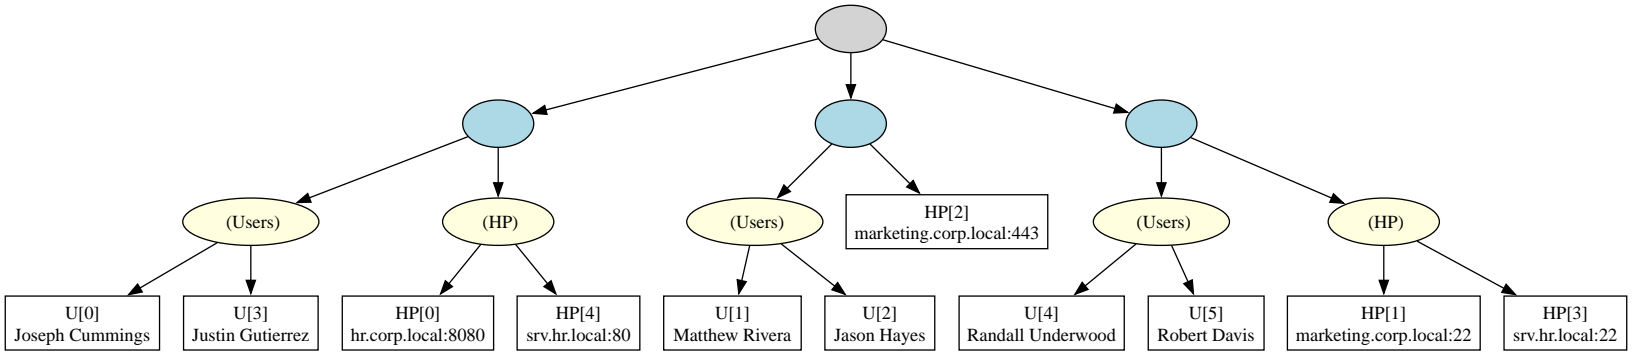 (Users)
(HP)
(Users)
HP[2]
marketing.corp.local:443
(Users)
(HP)
U[0]
Joseph Cummings
U[3]
Justin Gutierrez
HP[0]
hr.corp.local:8080
HP[4]
srv.hr.local:80
U[1]
Matthew Rivera
U[2]
Jason Hayes
U[4]
Randall Underwood
U[5]
Robert Davis
HP[1]
marketing.corp.local:22
HP[3]
srv.hr.local:22